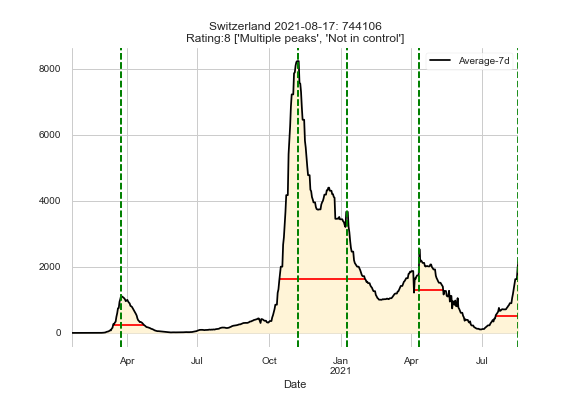 Switzerland 2021-08-17: 744106
Rating:8 ['Multiple peaks', 'Not in control']
Average-7d
8000
6000
4000
2000
0
Apr
Jul
Oct
Jan
2021
Apr
Jul
Date